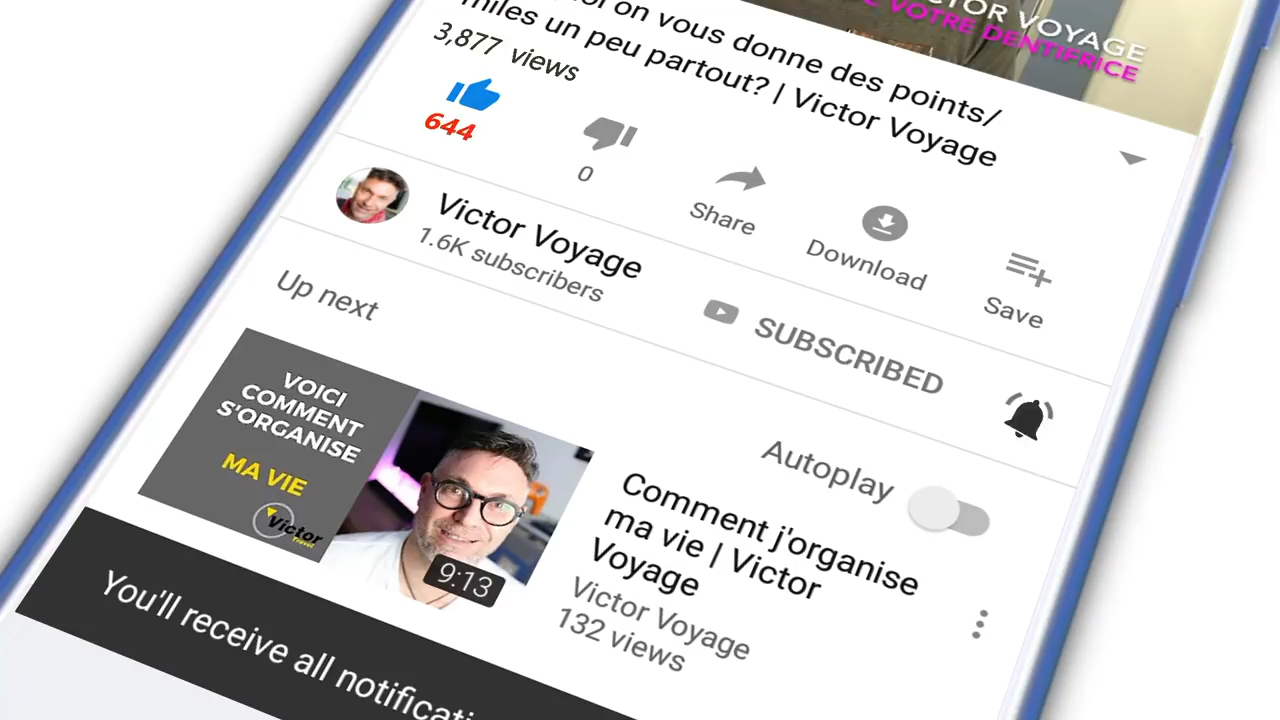 VICTOR VOYAGE
VOTRE DENTIFRICE
on vous donne des points/
miles un peu partout? | Victor Voyage
3,877 views
644
0
Share
Download
Save
Victor Voyage
1.6K subscribers
SUBSCRIBED
Up next
Autoplay
VOICI
COMMENT
S'ORGANISE
MA VIE
Victor
Travel
9:13
Comment j'organise
ma vie | Victor
Voyage
Victor Voyage
132 views
You'll receive all notificati